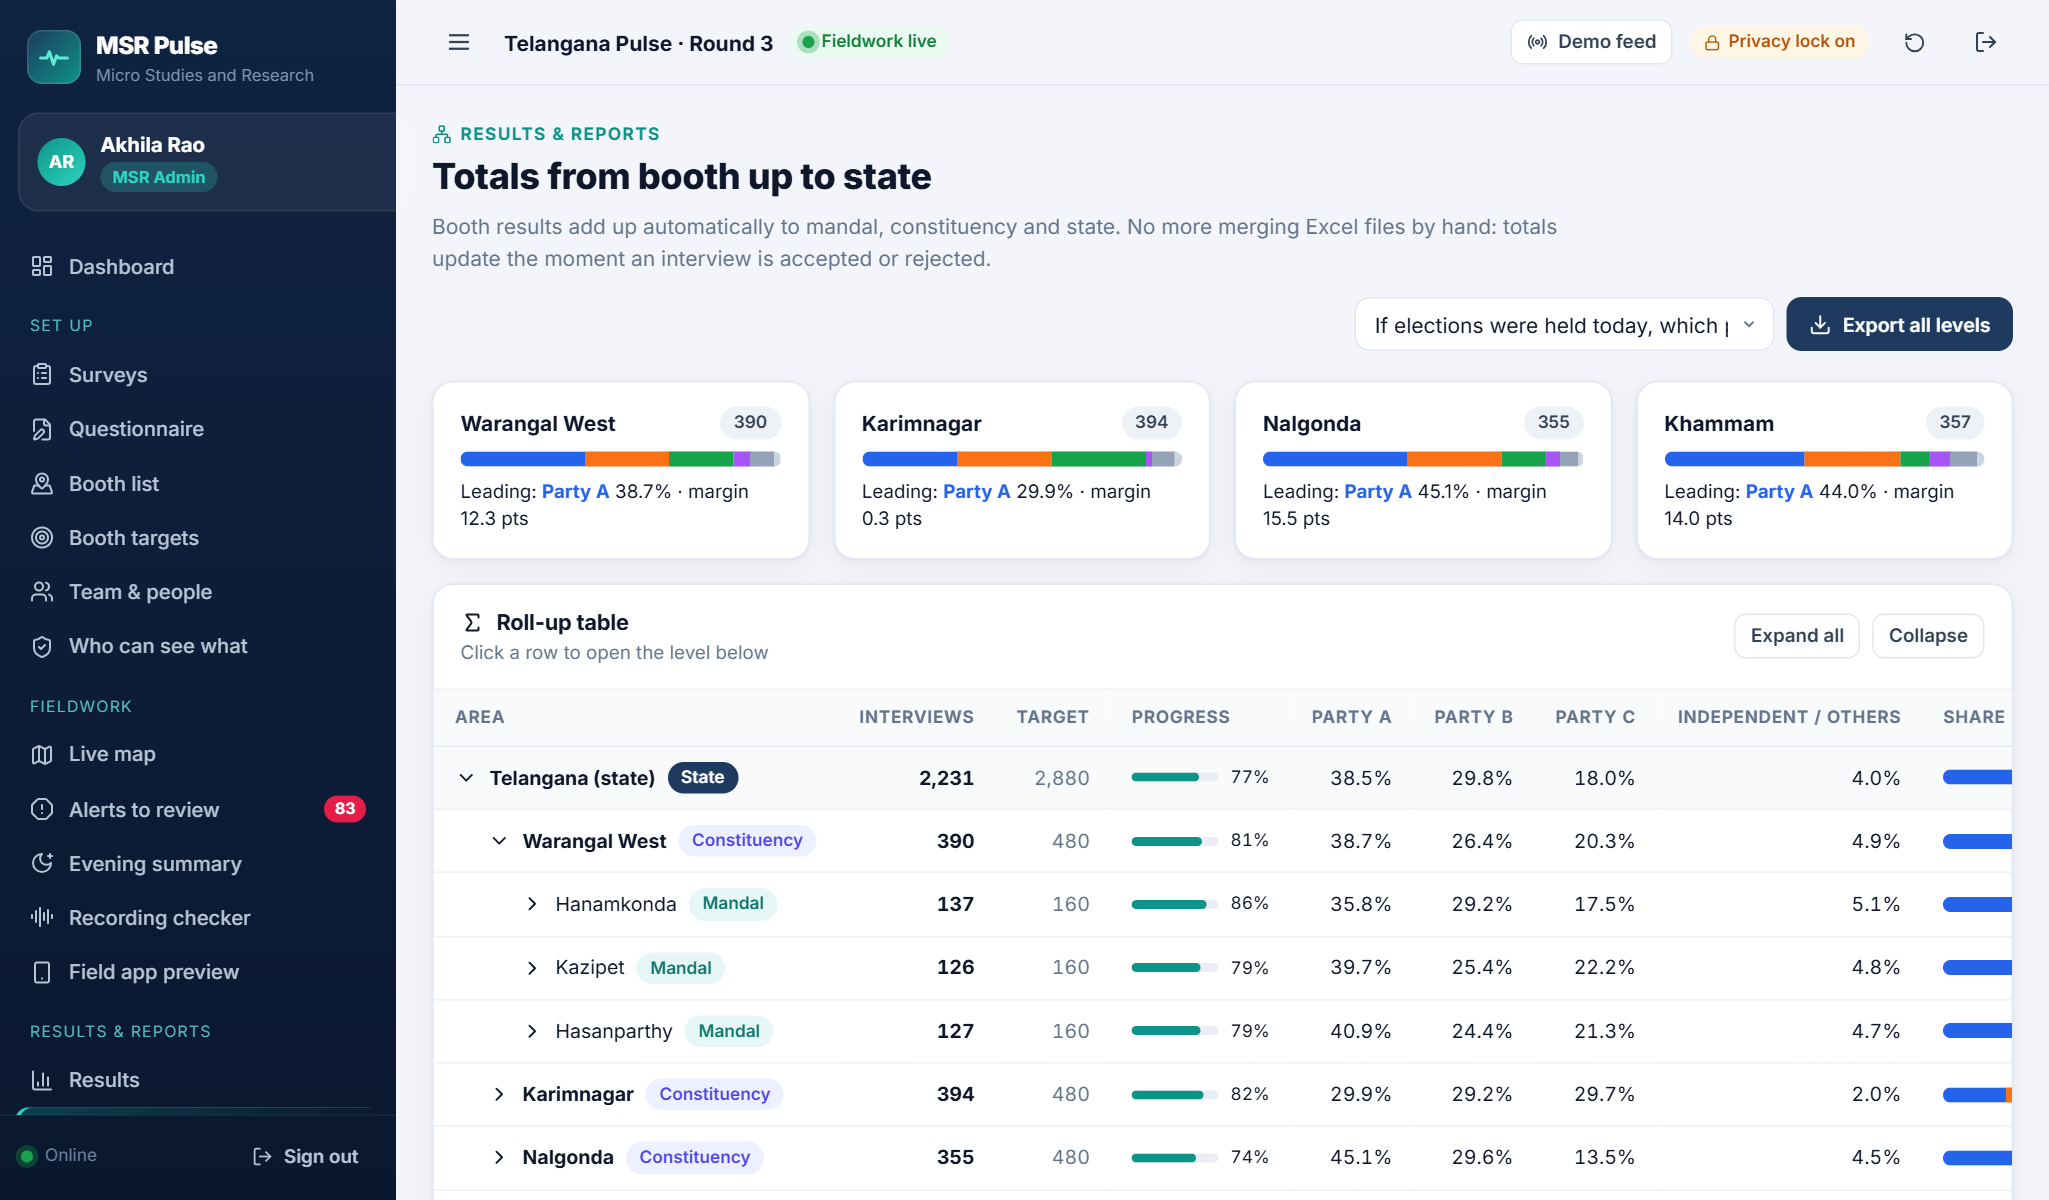 MSR Pulse
Micro Studies and Research
AR
Akhila Rao
MSR Admin
Dashboard
SET UP
Surveys
Questionnaire
Booth list
Booth targets
Team & people
Who can see what
FIELDWORK
Live map
Alerts to review 83
Evening summary
Recording checker
Field app preview
RESULTS & REPORTS
Results
Online
Sign out
Telangana Pulse · Round 3
Fieldwork live
Demo feed
Privacy lock on
RESULTS & REPORTS
Totals from booth up to state
Booth results add up automatically to mandal, constituency and state. No more merging Excel files by hand: totals
update the moment an interview is accepted or rejected.
If elections were held today, which
Export all levels
Warangal West 390
Leading: Party A 38.7% · margin
12.3 pts
Karimnagar 394
Leading: Party A 29.9% · margin
0.3 pts
Nalgonda 355
Leading: Party A 45.1% · margin
15.5 pts
Khammam 357
Leading: Party A 44.0% · margin
14.0 pts
Σ Roll-up table
Click a row to open the level below
Expand all
Collapse
AREA INTERVIEWS TARGET PROGRESS PARTY A PARTY B PARTY C INDEPENDENT / OTHERS SHARE
Telangana (state) State 2,231 2,880 77% 38.5% 29.8% 18.0% 4.0%
Warangal West Constituency 390 480 81% 38.7% 26.4% 20.3% 4.9%
Hanamkonda Mandal 137 160 86% 35.8% 29.2% 17.5% 5.1%
Kazipet Mandal 126 160 79% 39.7% 25.4% 22.2% 4.8%
Hasanparthy Mandal 127 160 79% 40.9% 24.4% 21.3% 4.7%
Karimnagar Constituency 394 480 82% 29.9% 29.2% 29.7% 2.0%
Nalgonda Constituency 355 480 74% 45.1% 29.6% 13.5% 4.5%